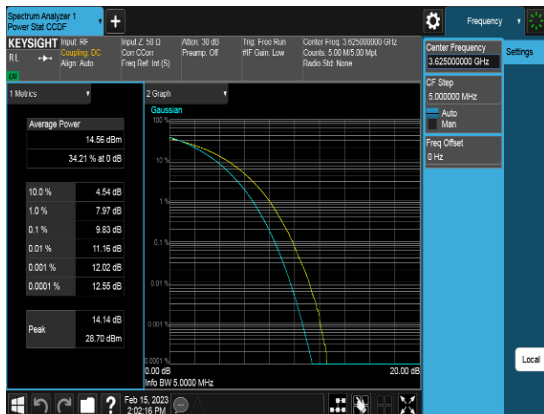 Spectrum Analyzer 1
Power Stat CCDF
Frequency
KEYSIGHT
Input: RF
Coupling: DC
Align: Auto
Input Z: 50 Ω
Corr CCorr
Freq Ref: Int (S)
Atten: 30 dB
Preamp: Off
Trig: Free Run
#IF Gain: Low
Center Freq: 3.625000000 GHz
Counts: 5.00 M/5.00 Mpt
Radio Std: None
RL
Center Frequency
3.625000000 GHz
Settings
CF Step
5.000000 MHz
Auto
Man
Freq Offset
0 Hz
1 Metrics
2 Graph
Average Power
14.56 dBm
34.21 % at 0 dB
10.0 % 4.54 dB
1.0 % 7.97 dB
0.1 % 9.83 dB
0.01 % 11.16 dB
0.001 % 12.02 dB
0.0001 % 12.55 dB
Peak
14.14 dB
28.70 dBm
Gaussian
100 %
10 %
1 %
0.1 %
0.01 %
0.001 %
0.0001 %
0.00 dB
20.00 dB
Info BW 5.0000 MHz
Local
Feb 15, 2023
2:02:16 PM